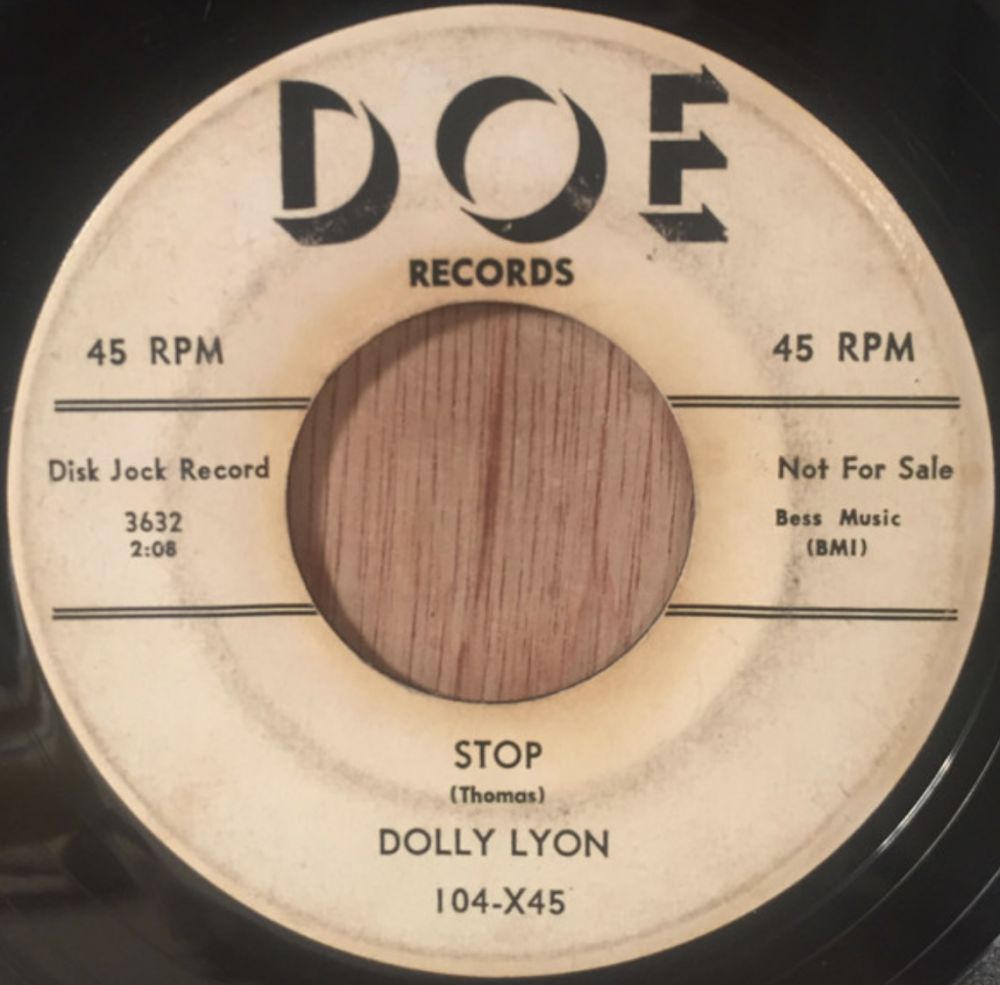 DOE
RECORDS
45 RPM
45 RPM
Disk Jock Record
3632
2:08
Not For Sale
Bess Music
(BMI)
STOP
(Thomas)
DOLLY LYON
104-X45